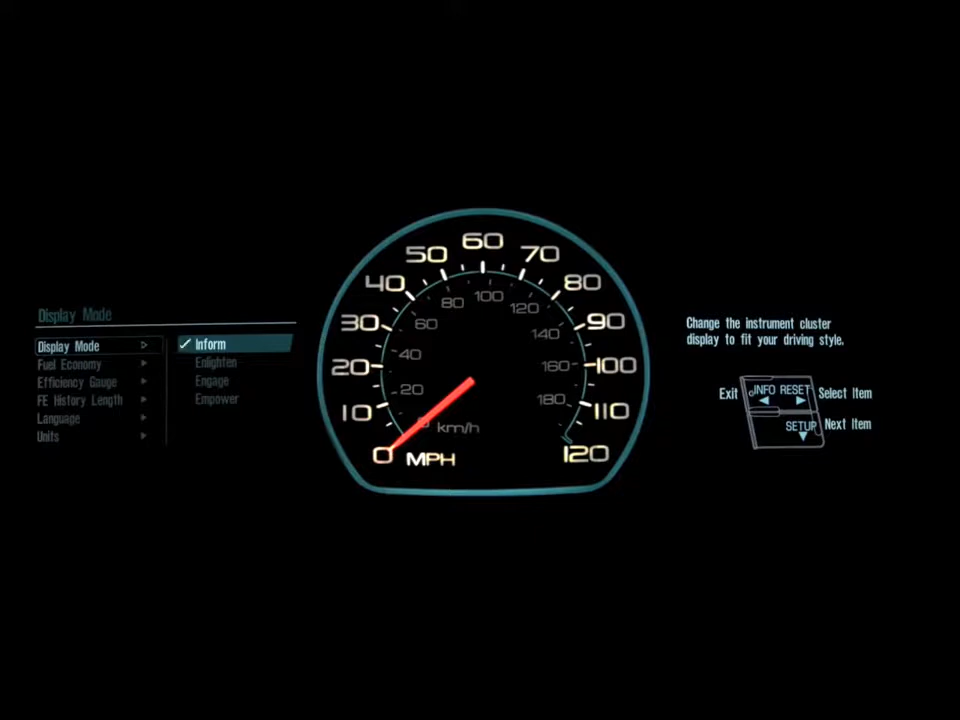 Display Mode
Display Mode
Fuel Economy
Efficiency Gauge
FE History Length
Language
Units
Inform
Enlighten
Engage
Empower
0
10
20
30
40
50
60
70
80
90
100
110
120
MPH
0
20
40
60
80
100
120
140
160
180
km/h
Change the instrument cluster
display to fit your driving style.
Exit
INFO RESET
Select Item
SETUP
Next Item